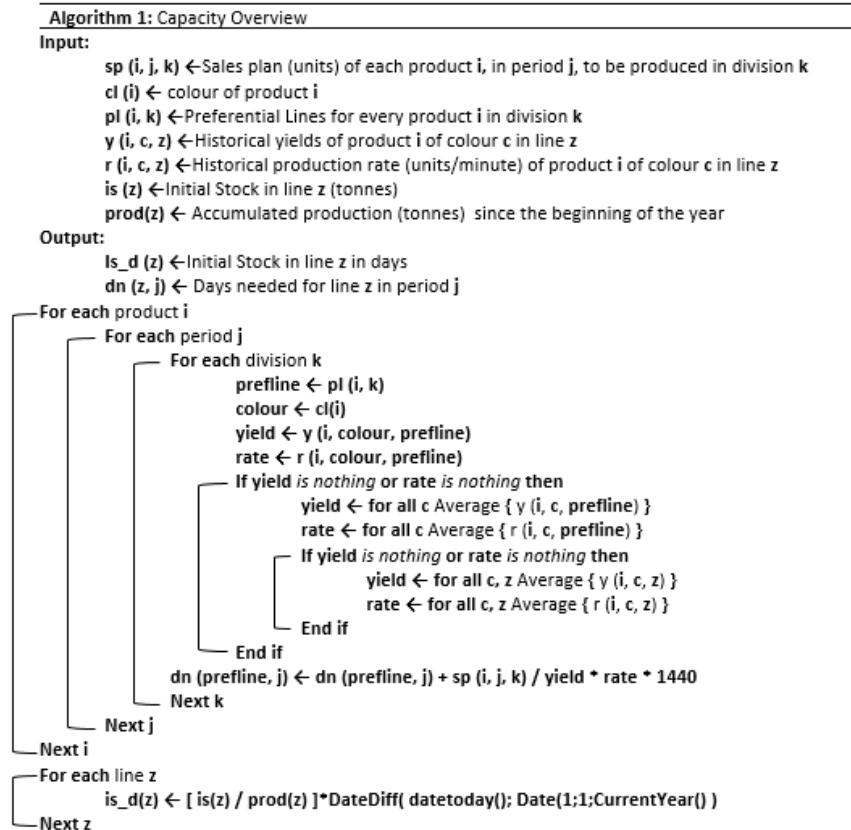 Algorithm 1: Capacity Overview
Input:
sp (i, j, k) ←Sales plan (units) of each product i, in period j, to be produced in division k
cl (i) ← colour of product i
pl (i, k) ←Preferential Lines for every product i in division k
y (i, c, z) ←Historical yields of product i of colour c in line z
r (i, c, z) ←Historical production rate (units/minute) of product i of colour c in line z
is (z) ←Initial Stock in line z (tonnes)
prod(z) ← Accumulated production (tonnes) since the beginning of the year
Output:
Is_d (z) ←Initial Stock in line z in days
dn (z, j) ← Days needed for line z in period j
For each product i
For each period j
For each division k
prefline ← pl (i, k)
colour ← cl(i)
yield ← y (i, colour, prefline)
rate ← r (i, colour, prefline)
If yield is nothing or rate is nothing then
yield ← for all c Average { y (i, c, prefline) }
rate ← for all c Average { r (i, c, prefline) }
If yield is nothing or rate is nothing then
yield ← for all c, z Average { y (i, c, z) }
rate ← for all c, z Average { r (i, c, z) }
End if
End if
dn (prefline, j) ← dn (prefline, j) + sp (i, j, k) / yield * rate * 1440
Next k
Next j
Next i
For each line z
is_d(z) ← [ is(z) / prod(z) ]*DateDiff( datetoday(); Date(1;1;CurrentYear() )
Next z